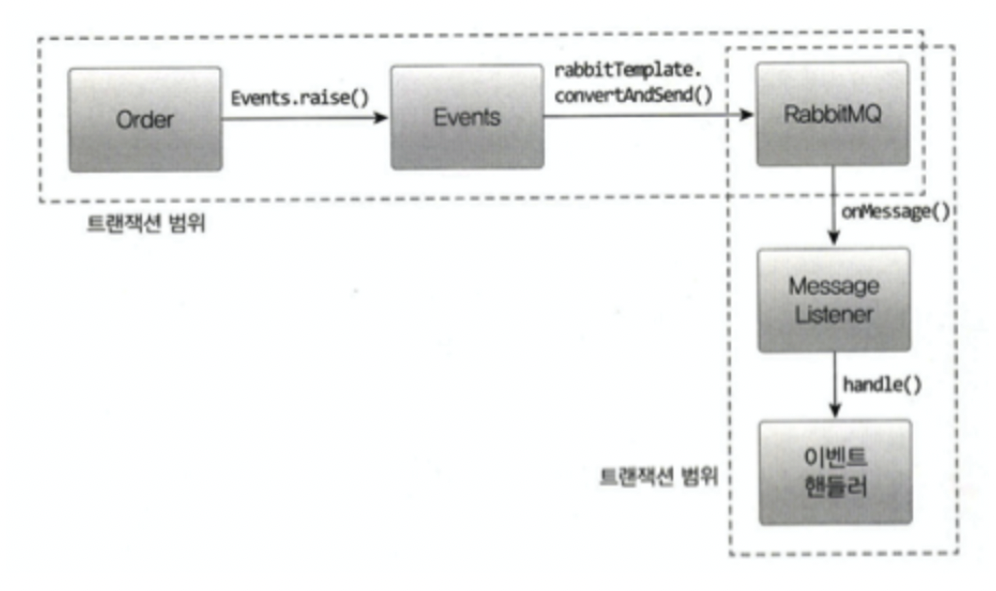 Order
Events.raise()
Events
rabbitTemplate.
convertAndSend()
RabbitMQ
트랜잭션 범위
onMessage()
Message
Listener
handle()
이벤트
핸들러
트랜잭션 범위